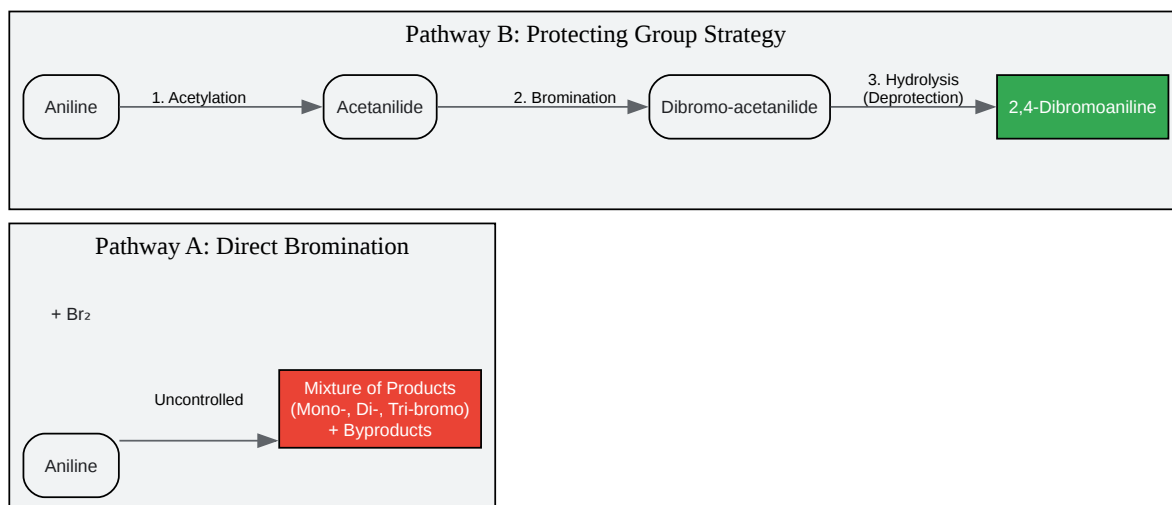 Pathway B: Protecting Group Strategy
Aniline
1. Acetylation
Acetanilide
2. Bromination
Dibromo-acetanilide
3. Hydrolysis
(Deprotection)
2,4-Dibromoaniline
Pathway A: Direct Bromination
+ Br₂
Uncontrolled
Mixture of Products
(Mono-, Di-, Tri-bromo)
+ Byproducts
Aniline